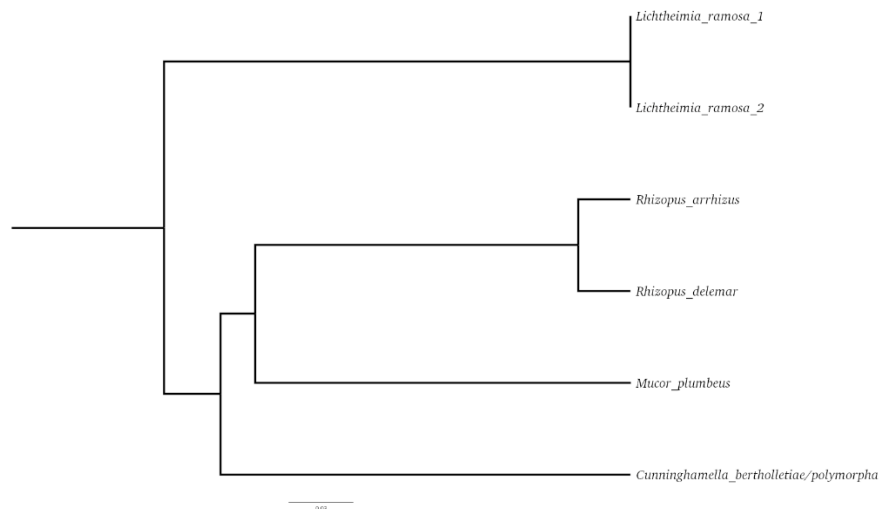 Lichtheimia_ramosa_1
Lichtheimia_ramosa_2
Rhizopus_arrhizus
Rhizopus_delemar
Mucor_plumbeus
Cunninghamella_bertholletiae/polymorpha